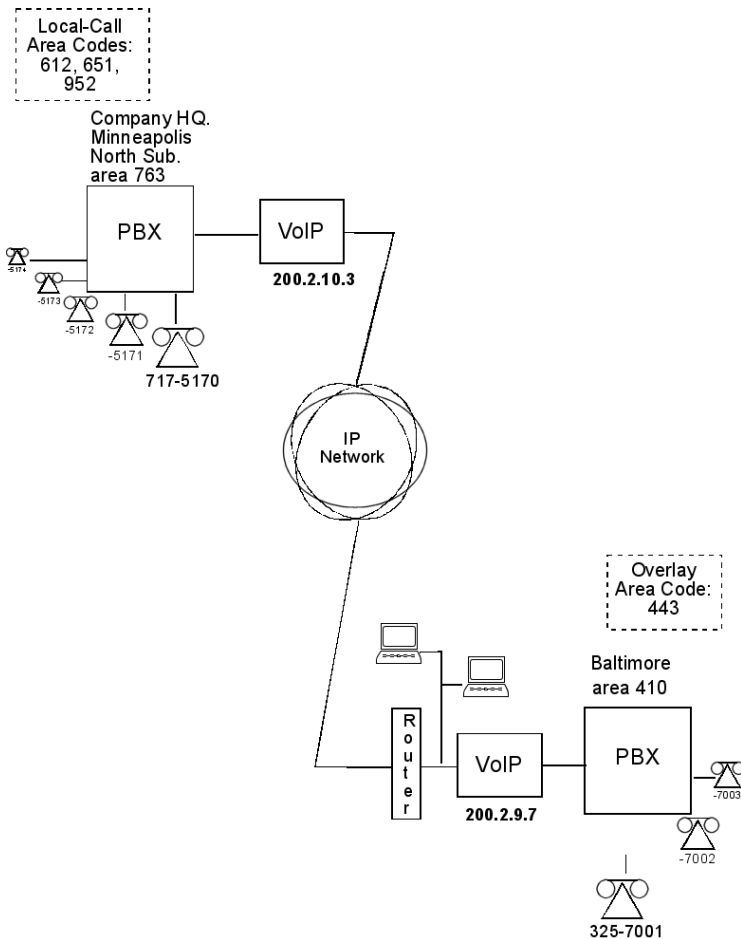 Local-Call
Area Codes:
612, 651,
952
Company HQ.
Minneapolis
North Sub.
area 763
PBX
VoIP
200.2.10.3
-5174
-5173
-5172
-5171
717-5170
IP
Network
Overlay
Area Code:
443
Baltimore
area 410
Router
VoIP
PBX
200.2.9.7
-7003
-7002
325-7001